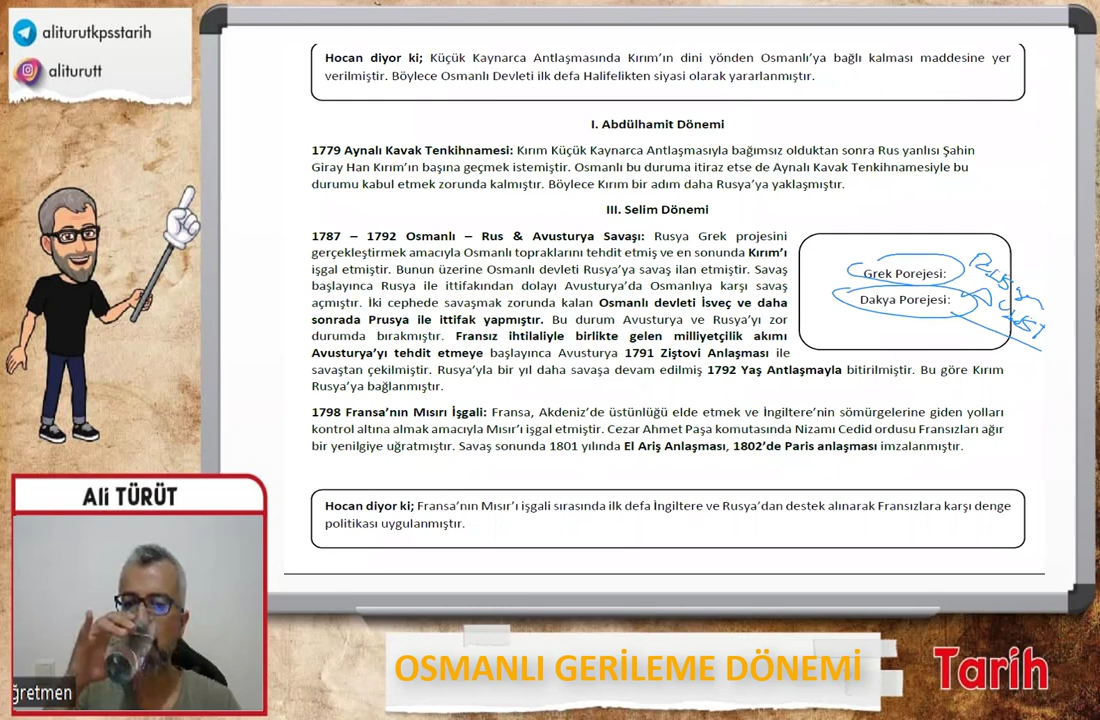 aliturutkpsstarih
aliturutt
Hocan diyor ki; Küçük Kaynarca Antlaşmasında Kırım'ın dini yönden Osmanlı'ya bağlı kalması maddesine yer
verilmiştir. Böylece Osmanlı Devleti ilk defa Halifelikten siyasi olarak yararlanmıştır.
I. Abdülhamit Dönemi
1779 Aynalı Kavak Tenkihnamesi: Kırım Küçük Kaynarca Antlaşmasıyla bağımsız olduktan sonra Rus yanlısı Şahin
Giray Han Kırım'ın başına geçmek istemiştir. Osmanlı bu duruma itiraz etse de Aynalı Kavak Tenkihnamesiyle bu
durumu kabul etmek zorunda kalmıştır. Böylece Kırım bir adım daha Rusya'ya yaklaşmıştır.
III. Selim Dönemi
1787 – 1792 Osmanlı – Rus & Avusturya Savaşı: Rusya Grek projesini
gerçekleştirmek amacıyla Osmanlı topraklarını tehdit etmiş ve en sonunda Kırım'ı
işgal etmiştir. Bunun üzerine Osmanlı devleti Rusya'ya savaş ilan etmiştir. Savaş
başlayınca Rusya ile ittifakından dolayı Avusturya'da Osmanlıya karşı savaş
açmıştır. İki cephede savaşmak zorunda kalan Osmanlı devleti İsveç ve daha
sonrada Prusya ile ittifak yapmıştır. Bu durum Avusturya ve Rusya'yı zor
durumda bırakmıştır. Fransız ihtilaliyle birlikte gelen milliyetçilik akımı
Avusturya'yı tehdit etmeye başlayınca Avusturya 1791 Ziştovi Anlaşması ile
savaştan çekilmiştir. Rusya'yla bir yıl daha savaşa devam edilmiş 1792 Yaş Antlaşmayla bitirilmiştir. Bu göre Kırım
Rusya'ya bağlanmıştır.
Grek Porejesi:
Dakya Porejesi:
1798 Fransa'nın Mısırı İşgali: Fransa, Akdeniz'de üstünlüğü elde etmek ve İngiltere'nin sömürgelerine giden yolları
kontrol altına almak amacıyla Mısır'ı işgal etmiştir. Cezar Ahmet Paşa komutasında Nizamı Cedid ordusu Fransızları ağır
bir yenilgiye uğratmıştır. Savaş sonunda 1801 yılında El Ariş Anlaşması, 1802'de Paris anlaşması imzalanmıştır.
Hocan diyor ki; Fransa'nın Mısır'ı işgali sırasında ilk defa İngiltere ve Rusya'dan destek alınarak Fransızlara karşı denge
politikası uygulanmıştır.
Ali TÜRÜT
ğretmen
OSMANLI GERİLEME DÖNEMİ
Tarih